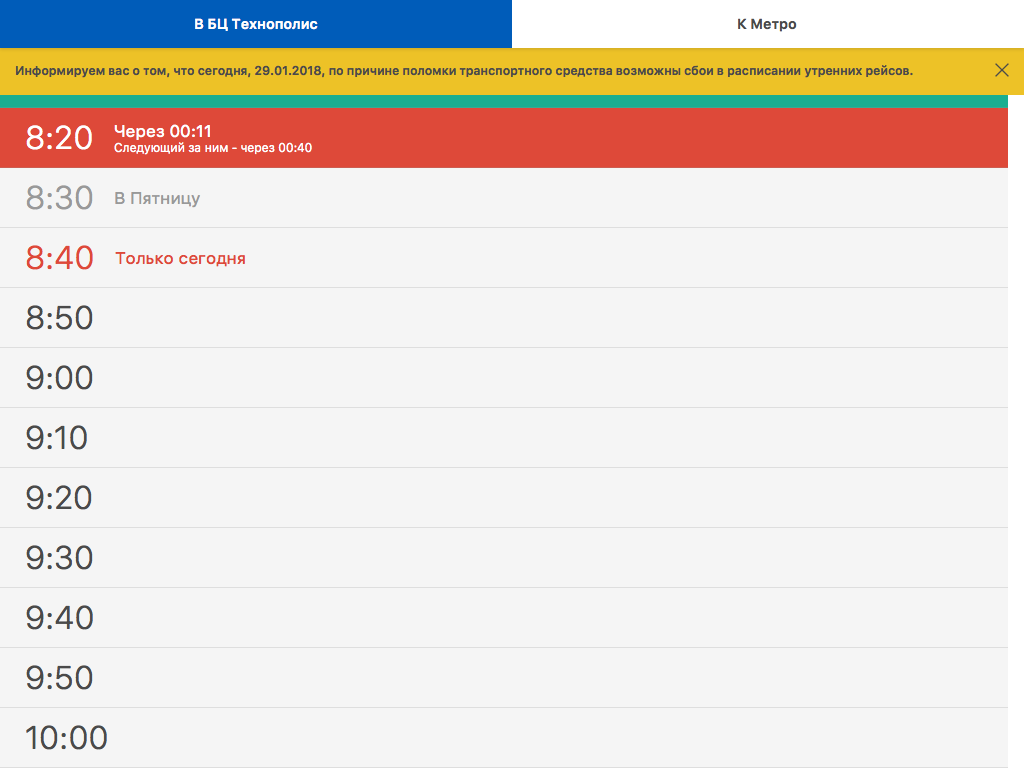 В БЦ Технополис
К Метро
Информируем вас о том, что сегодня, 29.01.2018, по причине поломки транспортного средства возможны сбои в расписании утренних рейсов.
8:20 Через 00:11
Следующий за ним - через 00:40
8:30 В Пятницу
8:40 Только сегодня
8:50
9:00
9:10
9:20
9:30
9:40
9:50
10:00